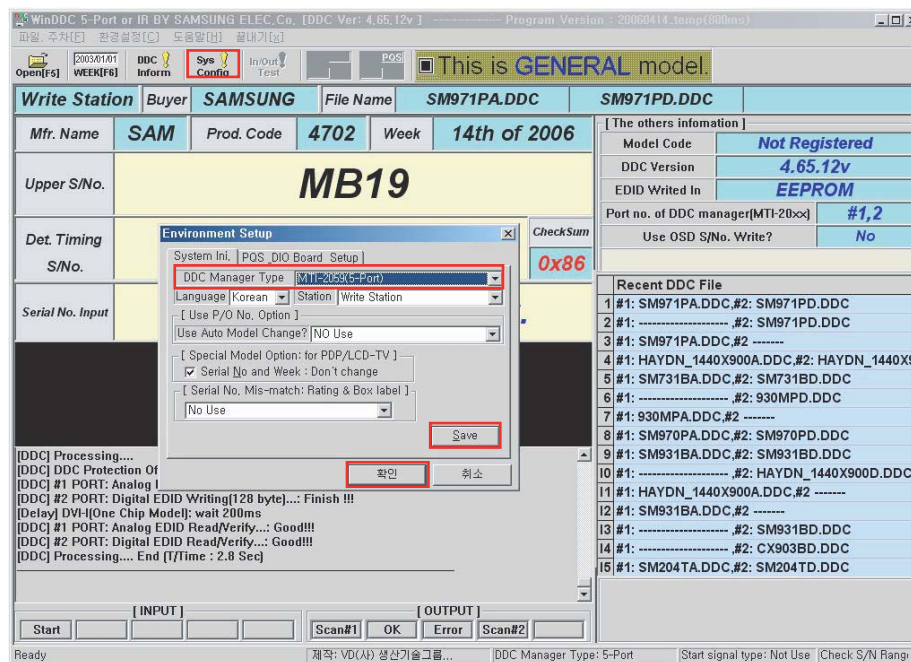 WinDDC 5-Port or IR BY SAMSUNG ELEC,Co, [DDC Ver: 4,65,12v ] ------------ Program Version : 20060414_temp(800ms)
파일, 주차[F] 환경설정[C] 도움말[H] 끝내기[x]
Open[F5] 2003/01/01 WEEK[F6] DDC Inform Sys Config In/Out Test PQS This is GENERAL model.
Write Station Buyer SAMSUNG File Name SM971PA.DDC SM971PD.DDC
Mfr. Name SAM Prod. Code 4702 Week 14th of 2006
[ The others infomation ]
Model Code Not Registered
DDC Version 4.65.12v
EDID Writed In EEPROM
Port no. of DDC manager(MTI-20xx) #1,2
Use OSD S/No. Write? No
Upper S/No. MB19
Det. Timing S/No. CheckSum 0x86
Serial No. Input
Environment Setup
System Ini, PQS_DIO Board Setup
DDC Manager Type MTI-2059(5-Port)
Language Korean Station Write Station
[ Use P/O No, Option ]
Use Auto Model Change? NO Use
[ Special Model Option: for PDP/LCD-TV ]
Serial No and Week : Don't change
[ Serial No, Mis-match: Rating & Box label ]
No Use
Save
확인 취소
Recent DDC File
1 #1: SM971PA.DDC,#2: SM971PD.DDC
2 #1: -------------------- ,#2: SM971PD.DDC
3 #1: SM971PA.DDC,#2 -------
4 #1: HAYDN_1440X900A.DDC,#2: HAYDN_1440X9
5 #1: SM731BA.DDC,#2: SM731BD.DDC
6 #1: -------------------- ,#2: 930MPD.DDC
7 #1: 930MPA.DDC,#2 -------
8 #1: SM970PA.DDC,#2: SM970PD.DDC
9 #1: SM931BA.DDC,#2: SM931BD.DDC
10 #1: -------------------- ,#2: HAYDN_1440X900D.DDC
11 #1: HAYDN_1440X900A.DDC,#2 -------
12 #1: SM931BA.DDC,#2 -------
13 #1: -------------------- ,#2: SM931BD.DDC
14 #1: -------------------- ,#2: CX903BD.DDC
15 #1: SM204TA.DDC,#2: SM204TD.DDC
[DDC] Processing....
[DDC] DDC Protection Of
[DDC] #1 PORT: Analog
[DDC] #2 PORT: Digital EDID Writing(128 byte)...: Finish !!!
[Delay] DVI-I(One Chip Model): wait 200ms
[DDC] #1 PORT: Analog EDID Read/Verify...: Good!!!
[DDC] #2 PORT: Digital EDID Read/Verify...: Good!!!
[DDC] Processing.... End (T/Time : 2.8 Sec)
[ INPUT ] [ OUTPUT ]
Start Scan#1 OK Error Scan#2
Ready 제작: VD(사) 생산기술그룹... DDC Manager Type: 5-Port Start signal type: Not Use Check S/N Rang